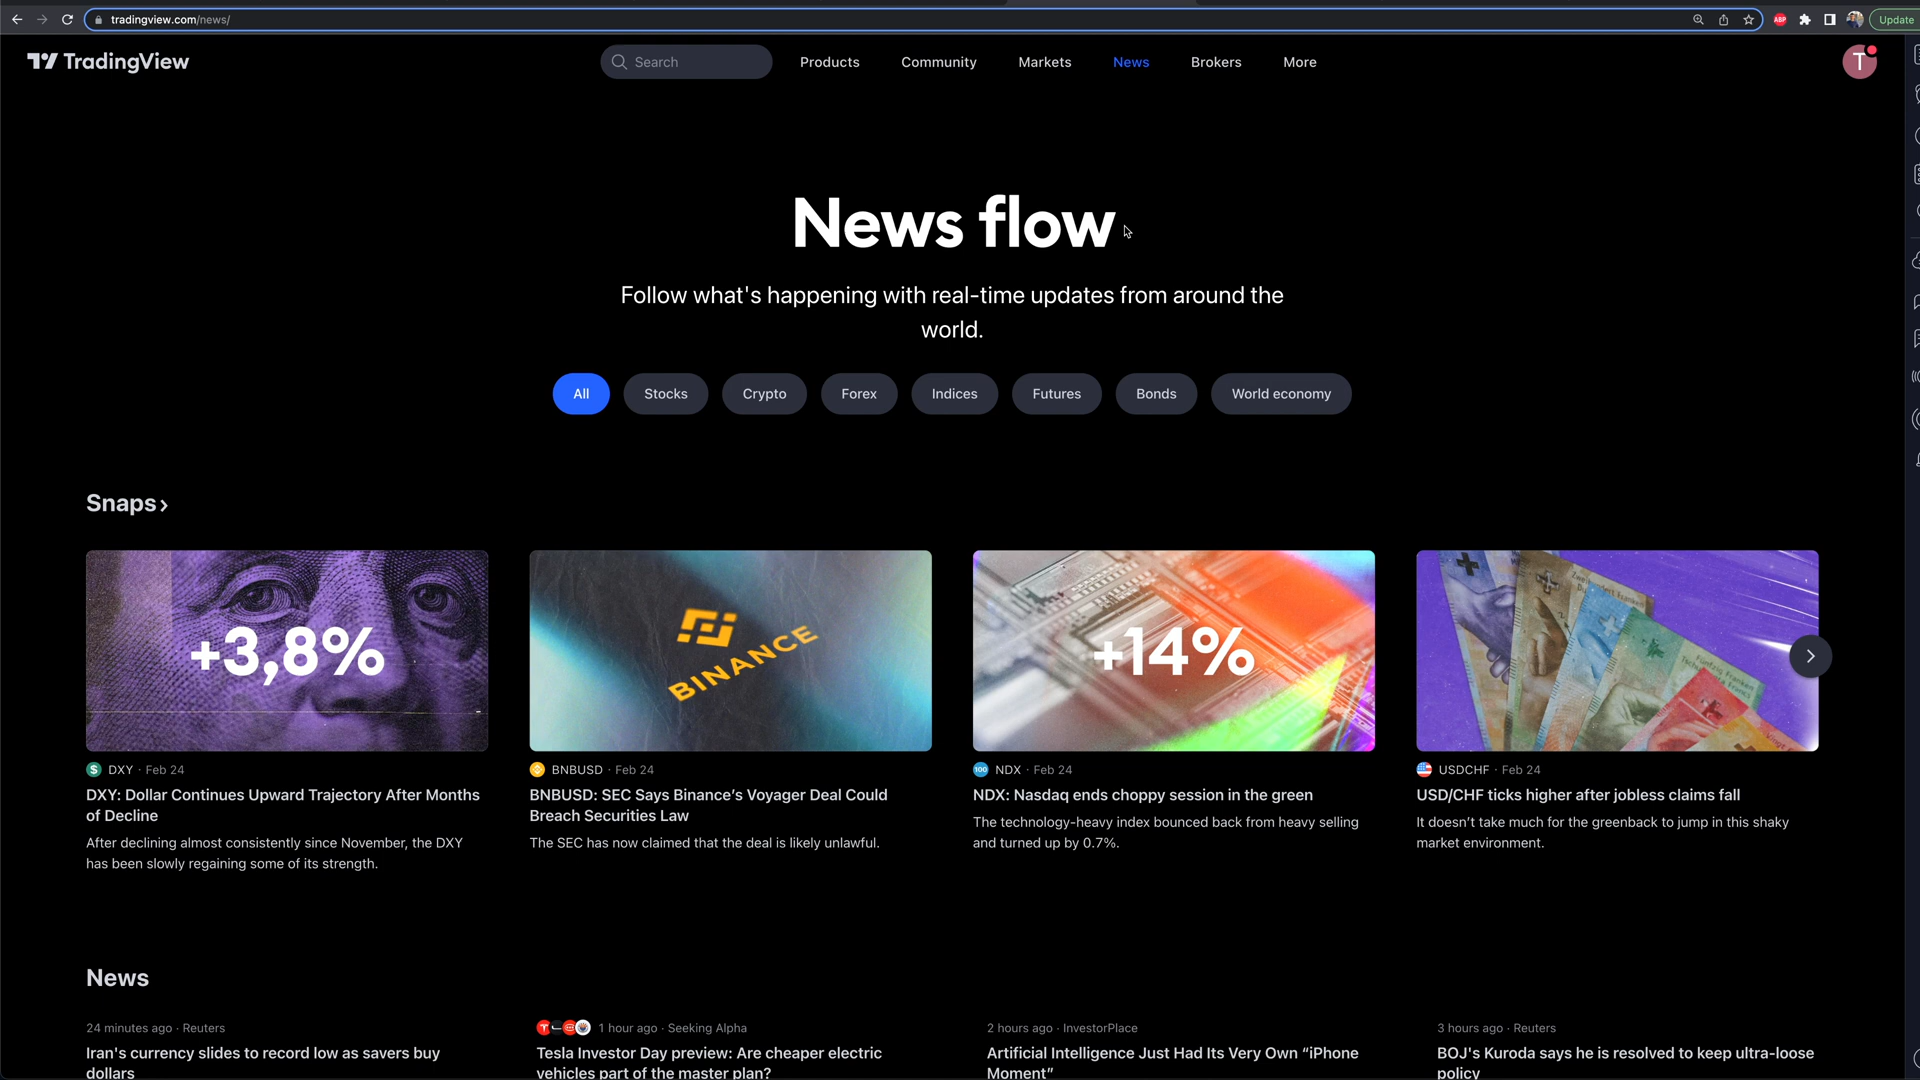 tradingview.com/news/
ABP
Update
TradingView
Search
Products
Community
Markets
News
Brokers
More
T
News flow
Follow what's happening with real-time updates from around the
world.
All
Stocks
Crypto
Forex
Indices
Futures
Bonds
World economy
Snaps ›
+3,8%
BINANCE
+14%
$ DXY · Feb 24
DXY: Dollar Continues Upward Trajectory After Months
of Decline
After declining almost consistently since November, the DXY
has been slowly regaining some of its strength.
BNBUSD · Feb 24
BNBUSD: SEC Says Binance’s Voyager Deal Could
Breach Securities Law
The SEC has now claimed that the deal is likely unlawful.
100 NDX · Feb 24
NDX: Nasdaq ends choppy session in the green
The technology-heavy index bounced back from heavy selling
and turned up by 0.7%.
USDCHF · Feb 24
USD/CHF ticks higher after jobless claims fall
It doesn’t take much for the greenback to jump in this shaky
market environment.
News
24 minutes ago · Reuters
Iran's currency slides to record low as savers buy
dollars
1 hour ago · Seeking Alpha
Tesla Investor Day preview: Are cheaper electric
vehicles part of the master plan?
2 hours ago · InvestorPlace
Artificial Intelligence Just Had Its Very Own “iPhone
Moment”
3 hours ago · Reuters
BOJ's Kuroda says he is resolved to keep ultra-loose
policy